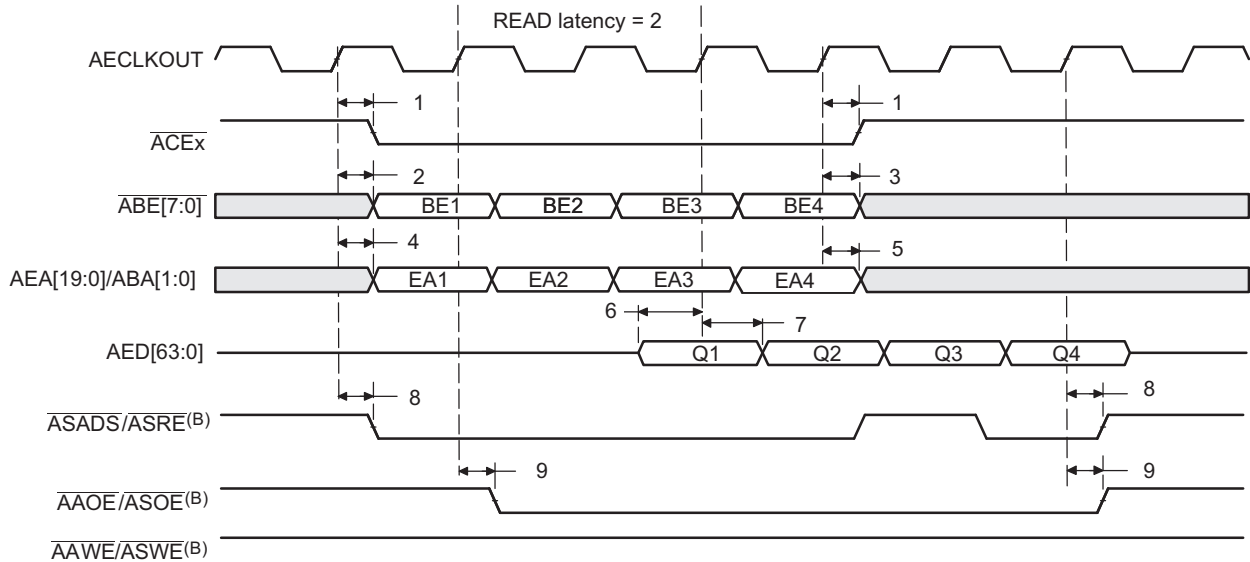 READ latency = 2
AECLKOUT
1 1
ACEx
2 3
ABE[7:0] BE1 BE2 BE3 BE4
4 5
AEA[19:0]/ABA[1:0] EA1 EA2 EA3 EA4
6 7
AED[63:0] Q1 Q2 Q3 Q4
8 8
ASADS/ASRE(B)
9 9
AAOE/ASOE(B)
AAWE/ASWE(B)